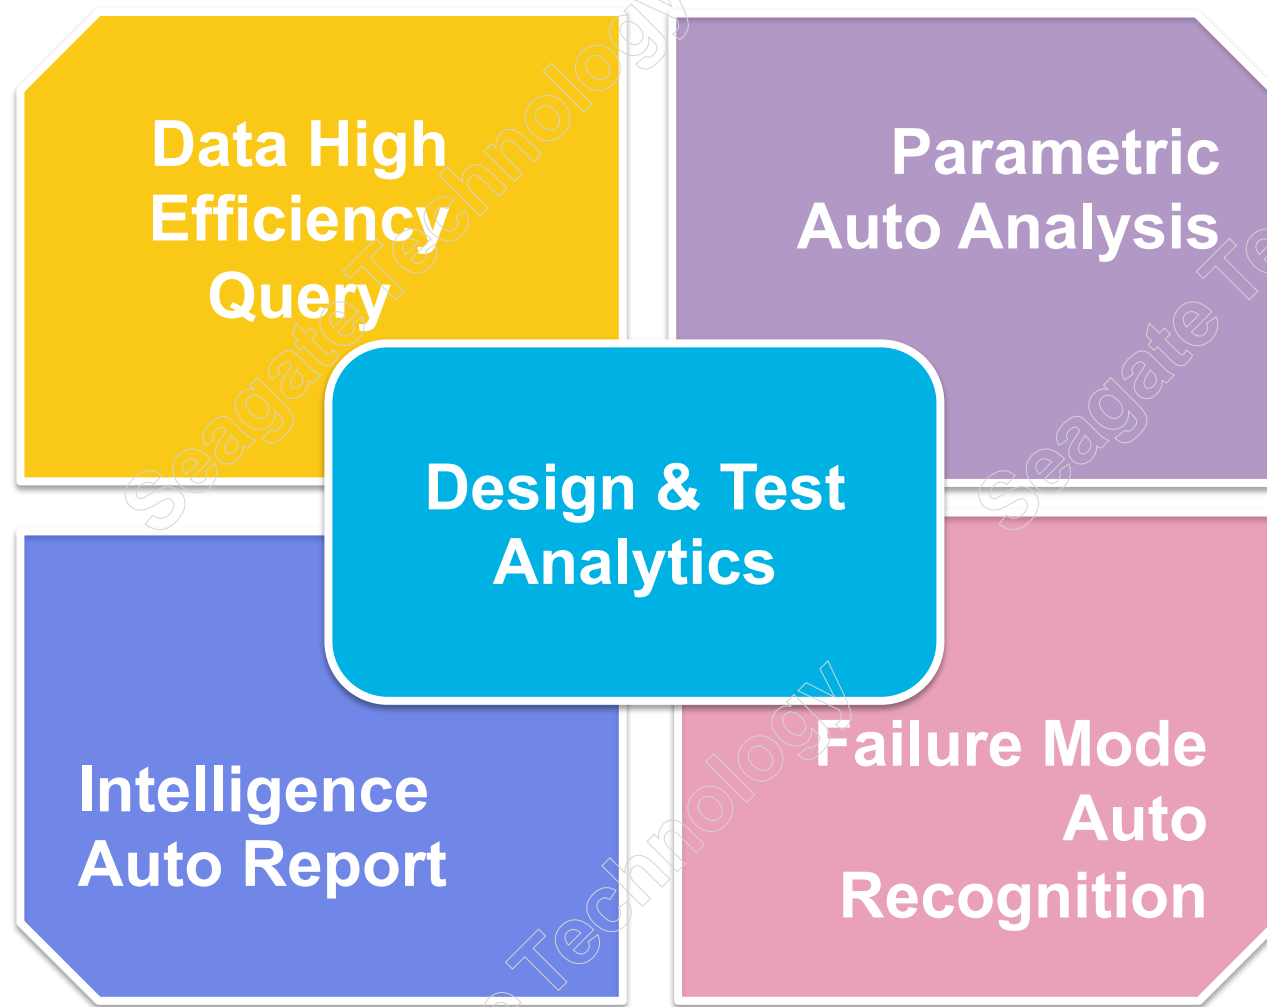 Data High
Efficiency
Query
Parametric
Auto Analysis
Design & Test
Analytics
Intelligence
Auto Report
Failure Mode
Auto
Recognition
Seagate Technology
Seagate Te
e Technology